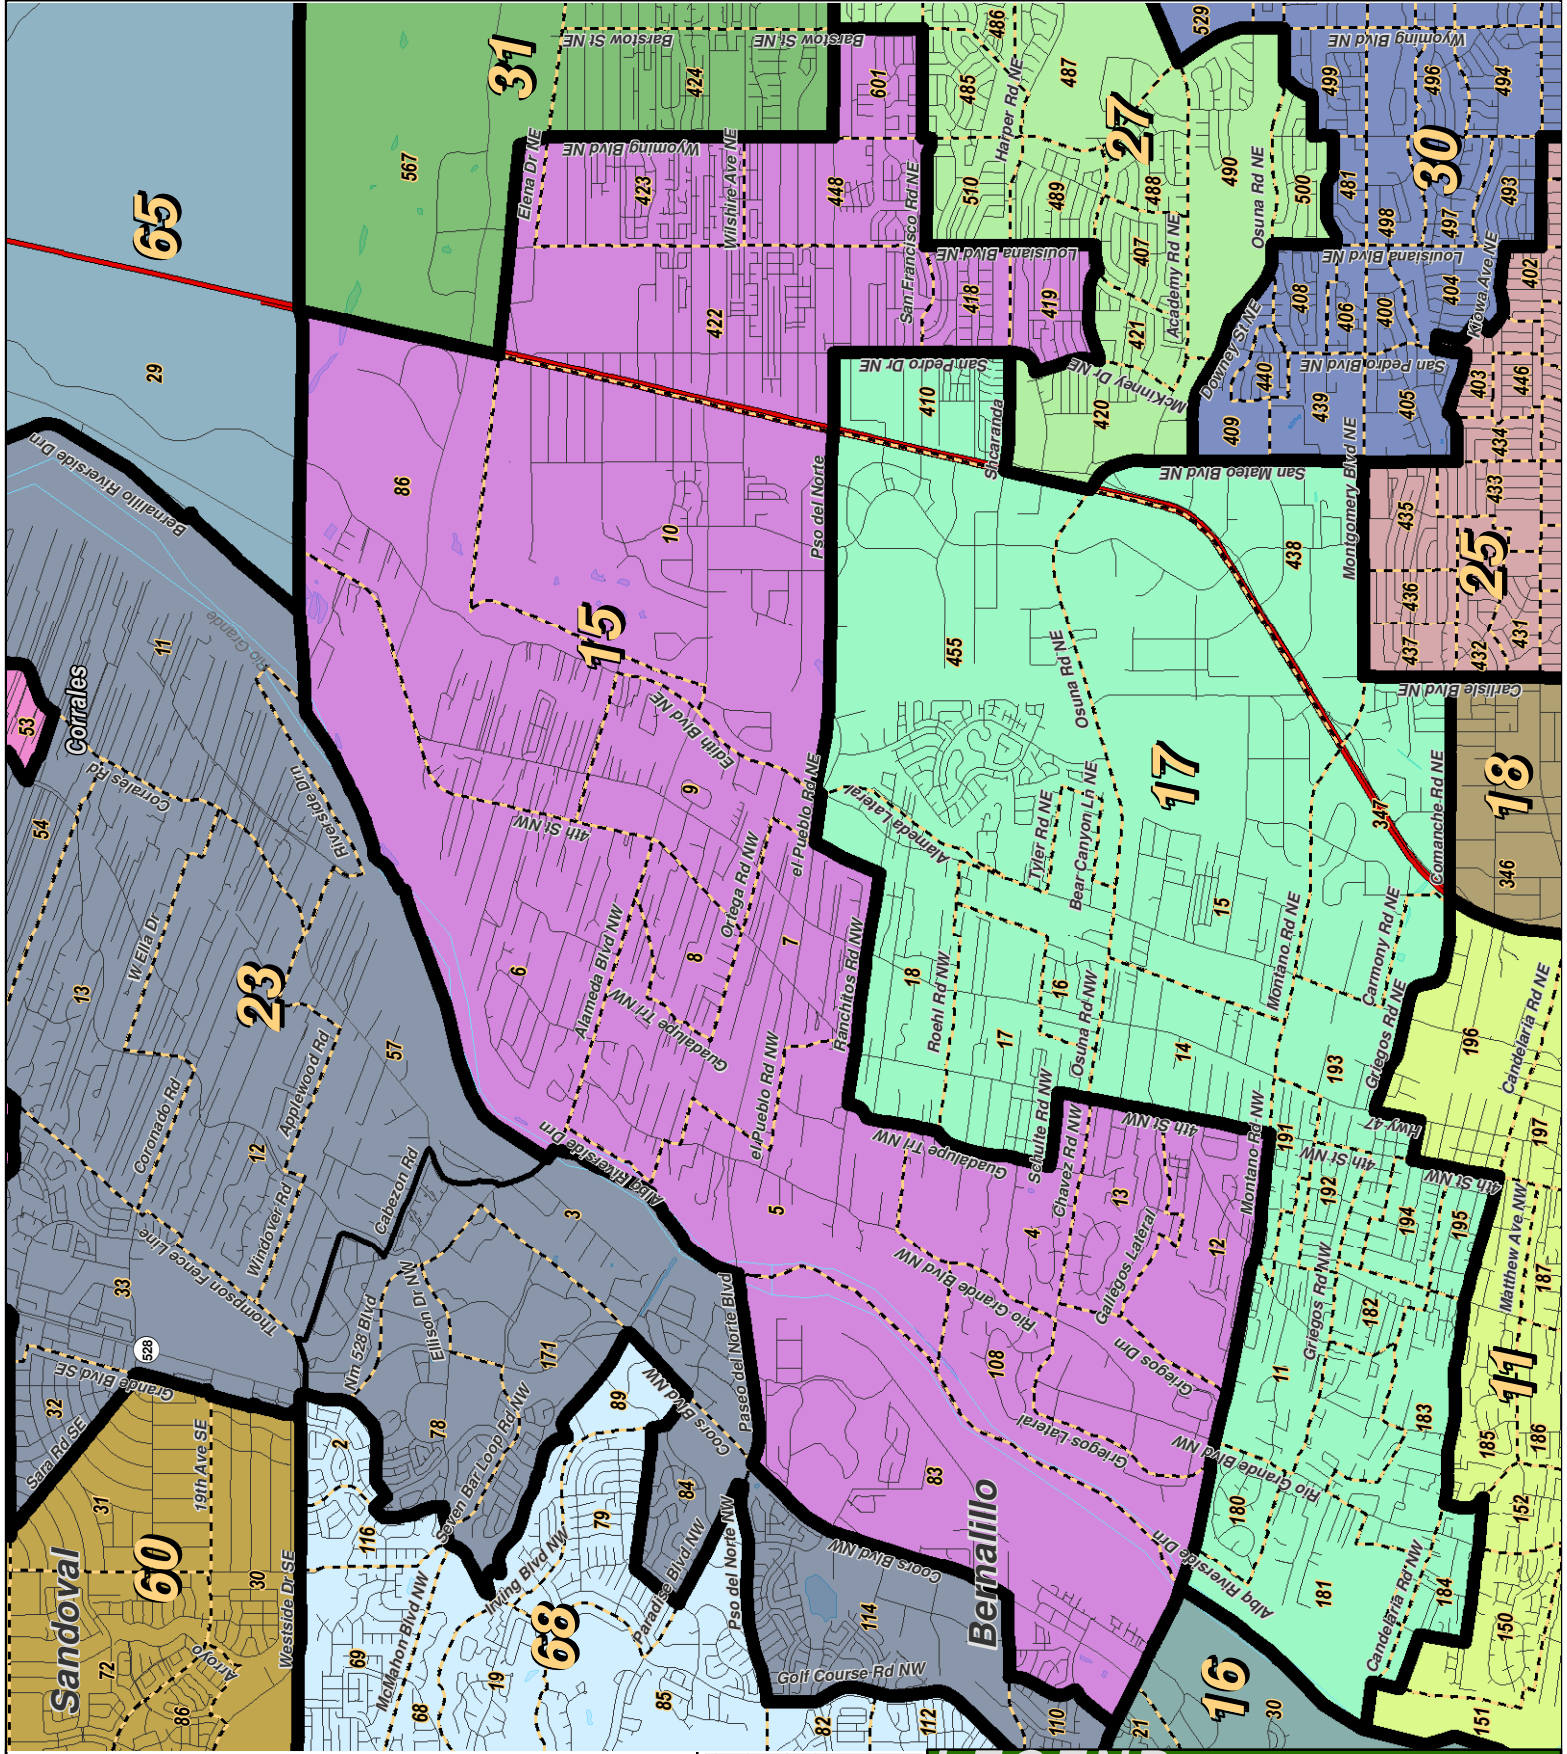 65
29
31
567
424
Barstow St NE
Barstow St NE
Barstow St NE
601
486
485
487
Harper Rd NE
529
Wyoming Blvd NE
499
496
494
27
30
Elena Dr NE
Wyoming Blvd NE
423
Wilshire Ave NE
448
San Francisco Rd NE
510
489
488
490
500
481
498
497
493
422
418
419
Louisiana Blvd NE
407
421
Academy Rd NE
Osuna Rd NE
Louisiana Blvd NE
408
406
400
404
Kiowa Ave NE
402
San Pedro Dr NE
410
McKinney Dr NE
420
Downey St NE
440
409
439
San Pedro Blvd NE
405
403
446
434
Shcaranda
San Mateo Blvd NE
Montgomery Blvd NE
Bernalillo Riverside Drn
86
10
Pso del Norte
15
455
438
435
433
436
25
437
432
431
Carlisle Blvd NE
Rio Grande
11
Corrales
53
54
Corrales Rd
Riverside Drn
13
W Ella Dr
23
4th St NW
Edith Blvd NE
9
el Pueblo Rd NE
Osuna Rd NE
Alameda Lateral
Tyler Rd NE
Bear Canyon Ln NE
17
347
Comanche Rd NE
18
346
6
Alameda Blvd NW
8
Ortega Rd NW
7
Guadalupe Trl NW
Ranchitos Rd NW
18
Roehl Rd NW
17
16
Osuna Rd NW
15
14
Montano Rd NE
Carmony Rd NE
Griegos Rd NE
193
196
Candelaria Rd NE
57
Coronado Rd
12
Applewood Rd
Windover Rd
Cabezon Rd
Thompson Fence Line
33
528
Albq Riverside Drn
3
5
el Pueblo Rd NW
Guadalupe Trl NW
Schulte Rd NW
Chavez Rd NW
4
13
4th St NW
Gallegos Lateral
12
Montano Rd NW
191
4th St NW
192
Hwy 47
4th St NW
194
195
197
Matthew Ave NW
187
Nm 528 Blvd
Ellison Dr NW
171
78
Seven Bar Loop Rd NW
89
Coors Blvd NW
Paseo del Norte Blvd
Rio Grande Blvd NW
108
Griegos Drn
Griegos Lateral
Griegos Rd NW
182
11
183
11
185
186
152
Grande Blvd SE
32
Sara Rd SE
31
19th Ave SE
2
116
79
84
83
Rio Grande Blvd NW
180
Sandoval
60
30
Westside Dr SE
72
Arroyo
86
69
McMahon Blvd NW
68
19
Irving Blvd NW
68
Paradise Blvd NW
Pso del Norte NW
85
Coors Blvd NW
114
Golf Course Rd NW
Bernalillo
82
112
110
Albq Riverside Drn
181
Candelaria Rd NW
184
150
151
16
21
30